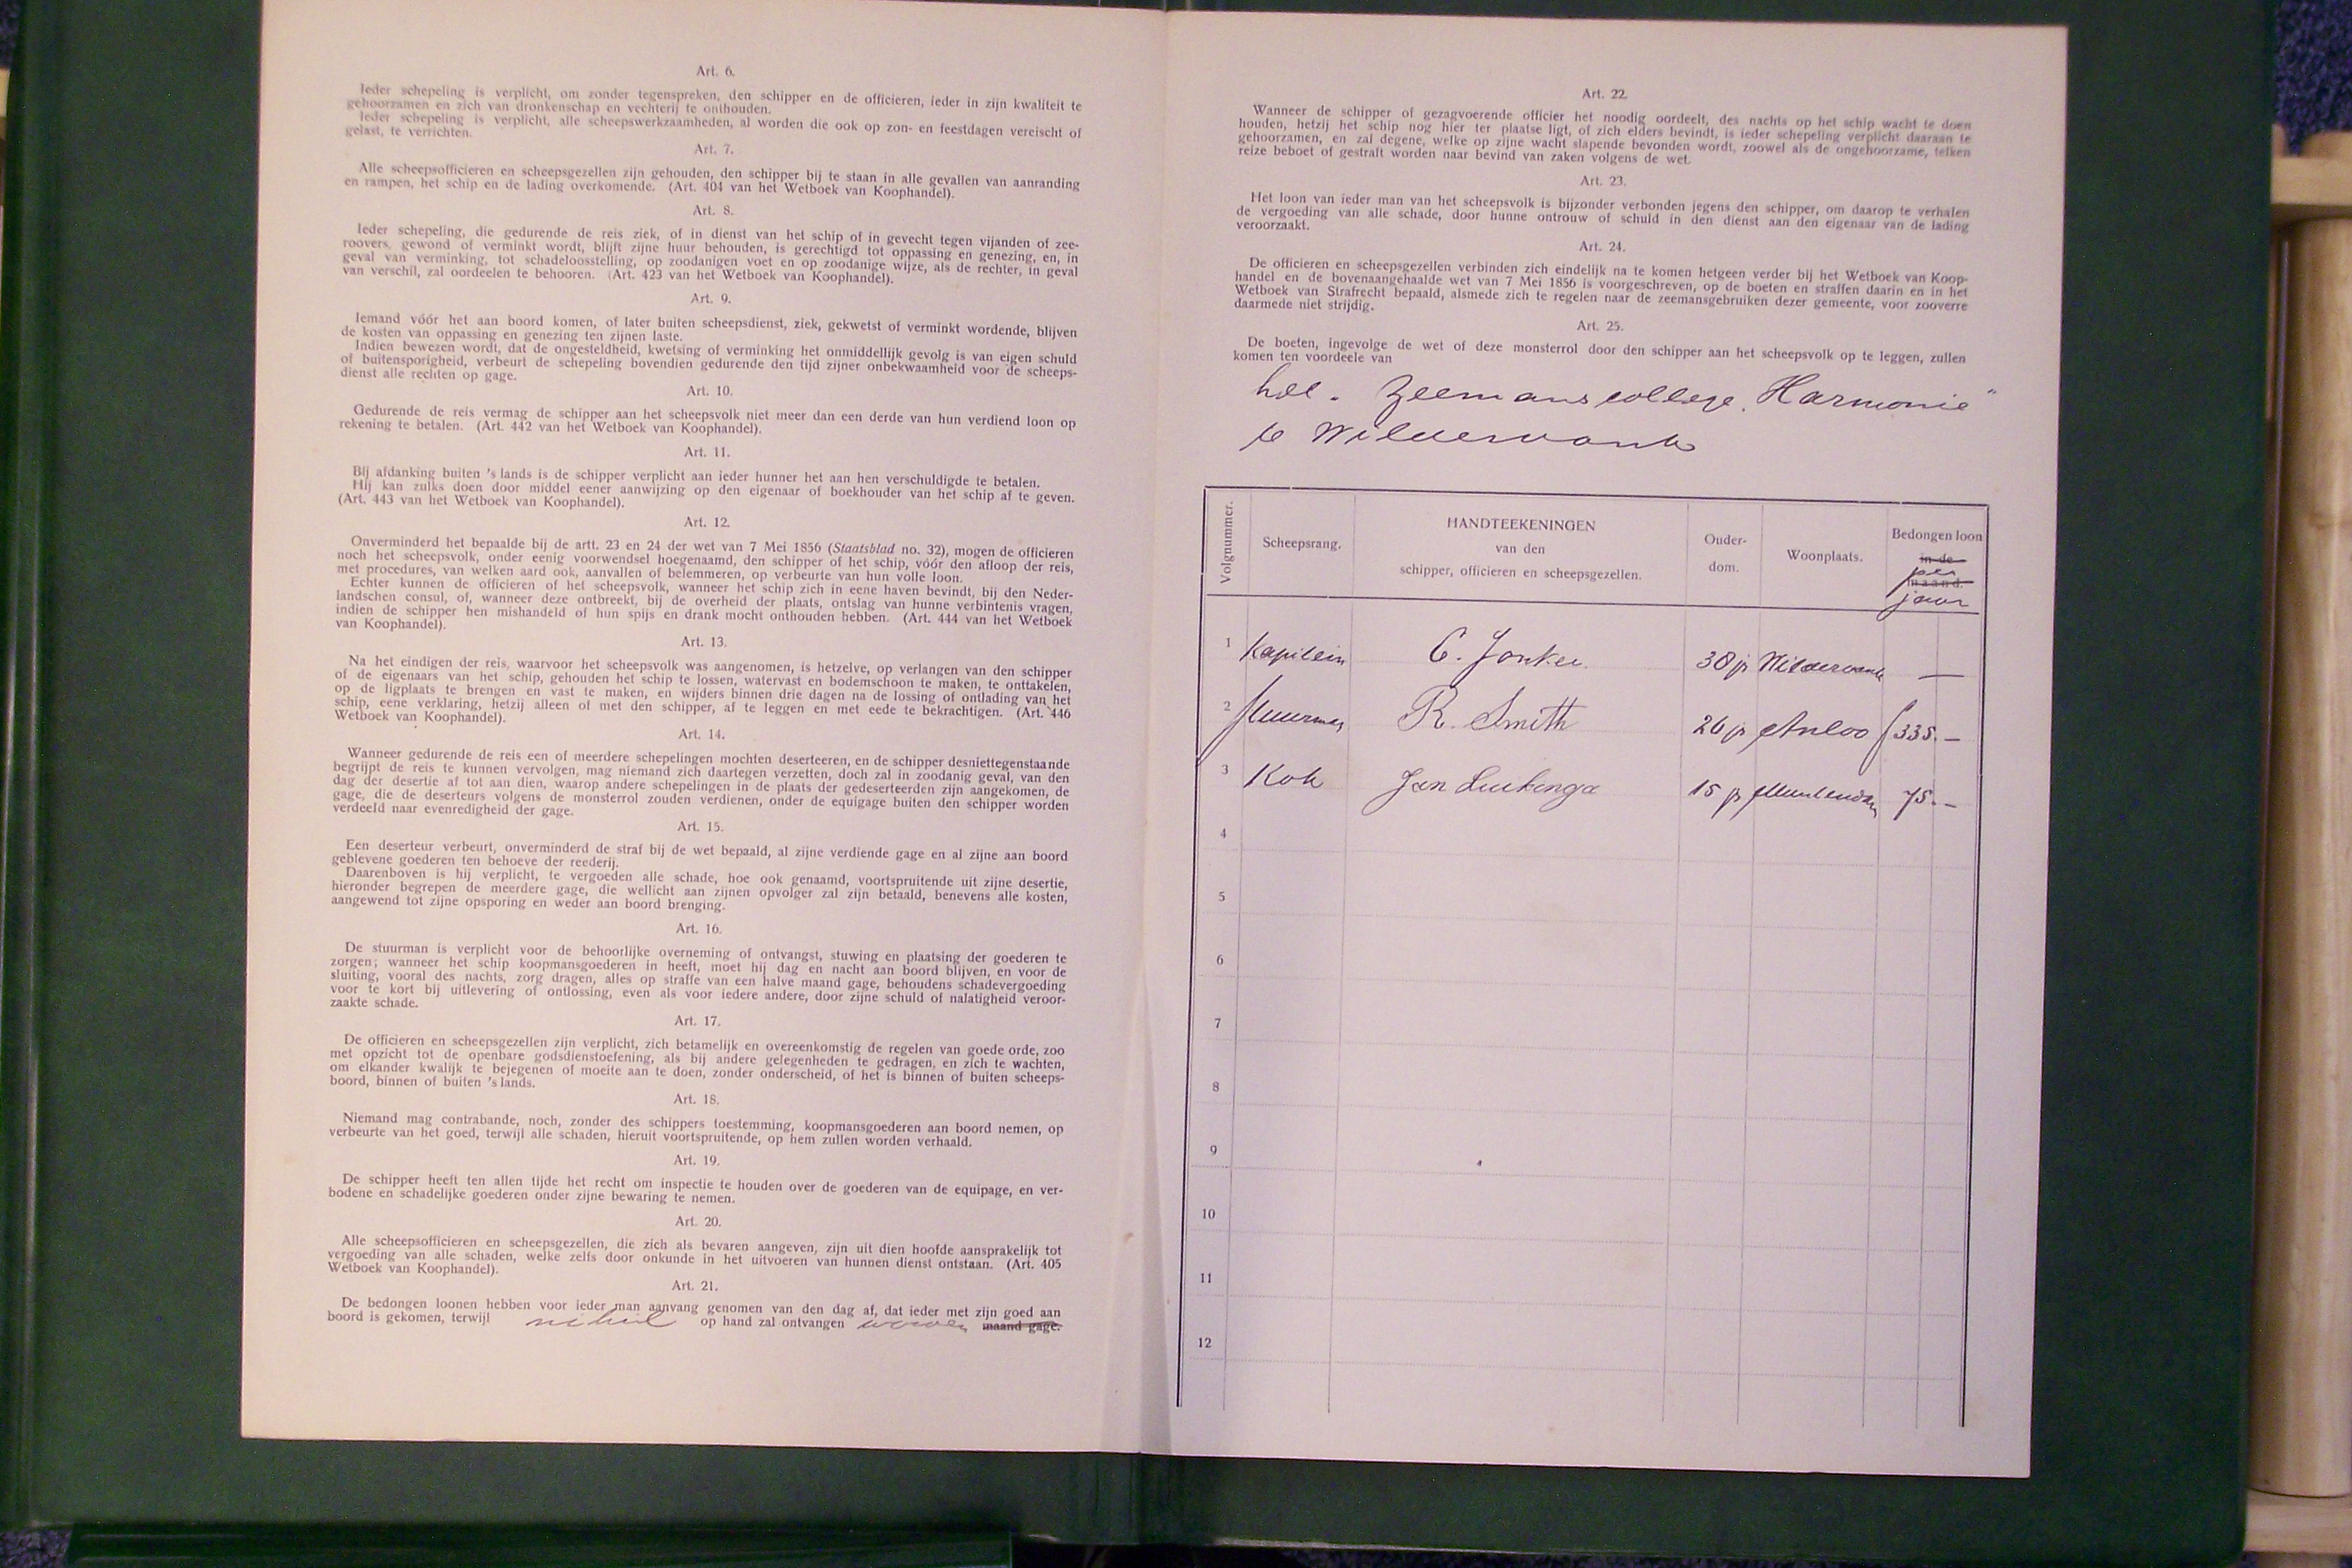 Art. 6.
Ieder schepeling is verplicht, om zonder tegenspreken, den schipper en de officieren, ieder in zijn kwaliteit te
gehoorzamen en zich van dronkenschap en vechterij te onthouden.
Ieder schepeling is verplicht, alle scheepswerkzaamheden, al worden die ook op zon- en feestdagen vereischt of
gelast, te verrichten.
Art. 7.
Alle scheepsofficieren en scheepsgezellen zijn gehouden, den schipper bij te staan in alle gevallen van aanranding
en rampen, het schip en de lading overkomende. (Art. 404 van het Wetboek van Koophandel).
Art. 8.
Ieder schepeling, die gedurende de reis ziek, of in dienst van het schip of in gevecht tegen vijanden of zee-
roovers, gewond of verminkt wordt, blijft zijne huur behouden, is gerechtigd tot oppassing en genezing, en, in
geval van verminking, tot schadeloosstelling, op zoodanigen voet en op zoodanige wijze, als de rechter, in geval
van verschil, zal oordeelen te behooren. (Art. 423 van het Wetboek van Koophandel).
Art. 9.
Iemand vóór het aan boord komen, of later buiten scheepsdienst, ziek, gekwetst of verminkt wordende, blijven
de kosten van oppassing en genezing ten zijnen laste.
Indien bewezen wordt, dat de ongesteldheid, kwetsing of verminking het onmiddellijk gevolg is van eigen schuld
of buitensporigheid, verbeurt de schepeling bovendien gedurende den tijd zijner onbekwaamheid voor de scheeps-
dienst alle rechten op gage.
Art. 10.
Gedurende de reis vermag de schipper aan het scheepsvolk niet meer dan een derde van hun verdiend loon op
rekening te betalen. (Art. 442 van het Wetboek van Koophandel).
Art. 11.
Bij afdanking buiten 's lands is de schipper verplicht aan ieder hunner het aan hen verschuldigde te betalen.
Hij kan zulks doen door middel eener aanwijzing op den eigenaar of boekhouder van het schip af te geven.
(Art. 443 van het Wetboek van Koophandel).
Art. 12.
Onverminderd het bepaalde bij de artt. 23 en 24 der wet van 7 Mei 1856 (Staatsblad no. 32), mogen de officieren
noch het scheepsvolk, onder eenig voorwendsel hoegenaamd, den schipper of het schip, vóór den afloop der reis,
met procedures, van welken aard ook, aanvallen of belemmeren, op verbeurte van hun volle loon.
Echter kunnen de officieren of het scheepsvolk, wanneer het schip zich in eene haven bevindt, bij den Neder-
landschen consul, of, wanneer deze ontbreekt, bij de overheid der plaats, ontslag van hunne verbintenis vragen,
indien de schipper hen mishandeld of hun spijs en drank mocht onthouden hebben. (Art. 444 van het Wetboek
van Koophandel).
Art. 13.
Na het eindigen der reis, waarvoor het scheepsvolk was aangenomen, is hetzelve, op verlangen van den schipper
of de eigenaars van het schip, gehouden het schip te lossen, watervast en bodemschoon te maken, te onttakelen,
op de ligplaats te brengen en vast te maken, en wijders binnen drie dagen na de lossing of ontlading van het
schip, eene verklaring, hetzij alleen of met den schipper, af te leggen en met eede te bekrachtigen. (Art. 446
Wetboek van Koophandel).
Art. 14.
Wanneer gedurende de reis een of meerdere schepelingen mochten deserteeren, en de schipper desniettegenstaande
begrijpt de reis te kunnen vervolgen, mag niemand zich daartegen verzetten, doch zal in zoodanig geval, van den
dag der desertie af tot aan dien, waarop andere schepelingen in de plaats der gedeserteerden zijn aangekomen, de
gage, die de deserteurs volgens de monsterrol zouden verdienen, onder de equigage buiten den schipper worden
verdeeld naar evenredigheid der gage.
Art. 15.
Een deserteur verbeurt, onverminderd de straf bij de wet bepaald, al zijne verdiende gage en al zijne aan boord
geblevene goederen ten behoeve der reederij.
Daarenboven is hij verplicht, te vergoeden alle schade, hoe ook genaamd, voortspruitende uit zijne desertie,
hieronder begrepen de meerdere gage, die wellicht aan zijnen opvolger zal zijn betaald, benevens alle kosten,
aangewend tot zijne opsporing en weder aan boord brenging.
Art. 16.
De stuurman is verplicht voor de behoorlijke overneming of ontvangst, stuwing en plaatsing der goederen te
zorgen; wanneer het schip koopmansgoederen in heeft, moet hij dag en nacht aan boord blijven, en voor de
sluiting, vooral des nachts, zorg dragen, alles op straffe van een halve maand gage, behoudens schadevergoeding
voor te kort bij uitlevering of ontlossing, even als voor iedere andere, door zijne schuld of nalatigheid veroor-
zaakte schade.
Art. 17.
De officieren en scheepsgezellen zijn verplicht, zich betamelijk en overeenkomstig de regelen van goede orde, zoo
met opzicht tot de openbare godsdienstoefening, als bij andere gelegenheden te gedragen, en zich te wachten,
om elkander kwalijk te bejegenen of moeite aan te doen, zonder onderscheid, of het is binnen of buiten scheeps-
boord, binnen of buiten 's lands.
Art. 18.
Niemand mag contrabande, noch, zonder des schippers toestemming, koopmansgoederen aan boord nemen, op
verbeurte van het goed, terwijl alle schaden, hieruit voortspruitende, op hem zullen worden verhaald.
Art. 19.
De schipper heeft ten allen tijde het recht om inspectie te houden over de goederen van de equipage, en ver-
bodene en schadelijke goederen onder zijne bewaring te nemen.
Art. 20.
Alle scheepsofficieren en scheepsgezellen, die zich als bevaren aangeven, zijn uit dien hoofde aansprakelijk tot
vergoeding van alle schaden, welke zelfs door onkunde in het uitvoeren van hunnen dienst ontstaan. (Art. 405
Wetboek van Koophandel).
Art. 21.
De bedongen loonen hebben voor ieder man aanvang genomen van den dag af, dat ieder met zijn goed aan
boord is gekomen, terwijl nihil op hand zal ontvangen worden maand gage.
Art. 22.
Wanneer de schipper of gezagvoerende officier het noodig oordeelt, des nachts op het schip wacht te doen
houden, hetzij het schip nog hier ter plaatse ligt, of zich elders bevindt, is ieder schepeling verplicht daaraan te
gehoorzamen, en zal degene, welke op zijne wacht slapende bevonden wordt, zoowel als de ongehoorzame, telken
reize beboet of gestraft worden naar bevind van zaken volgens de wet.
Art. 23.
Het loon van ieder man van het scheepsvolk is bijzonder verbonden jegens den schipper, om daarop te verhalen
de vergoeding van alle schade, door hunne ontrouw of schuld in den dienst aan den eigenaar van de lading
veroorzaakt.
Art. 24.
De officieren en scheepsgezellen verbinden zich eindelijk na te komen hetgeen verder bij het Wetboek van Koop-
handel en de bovenaangehaalde wet van 7 Mei 1856 is voorgeschreven, op de boeten en straffen daarin en in het
Wetboek van Strafrecht bepaald, alsmede zich te regelen naar de zeemansgebruiken dezer gemeente, voor zooverre
daarmede niet strijdig.
Art. 25.
De boeten, ingevolge de wet of deze monsterrol door den schipper aan het scheepsvolk op te leggen, zullen
komen ten voordeele van
het Zeemanscollege „Harmonie"
te Wildervank
Volgnummer. Scheepsrang. HANDTEEKENINGEN van den schipper, officieren en scheepsgezellen. Ouder-dom. Woonplaats. Bedongen loon in de maand. per jaar
1 Kapitein C. Jonker 30 jr Wildervank —
2 Stuurman R. Smith 26 jr Anloo f 335.—
3 Kok Jan Luikinga 15 jr Muntendam 75.—
4
5
6
7
8
9
10
11
12